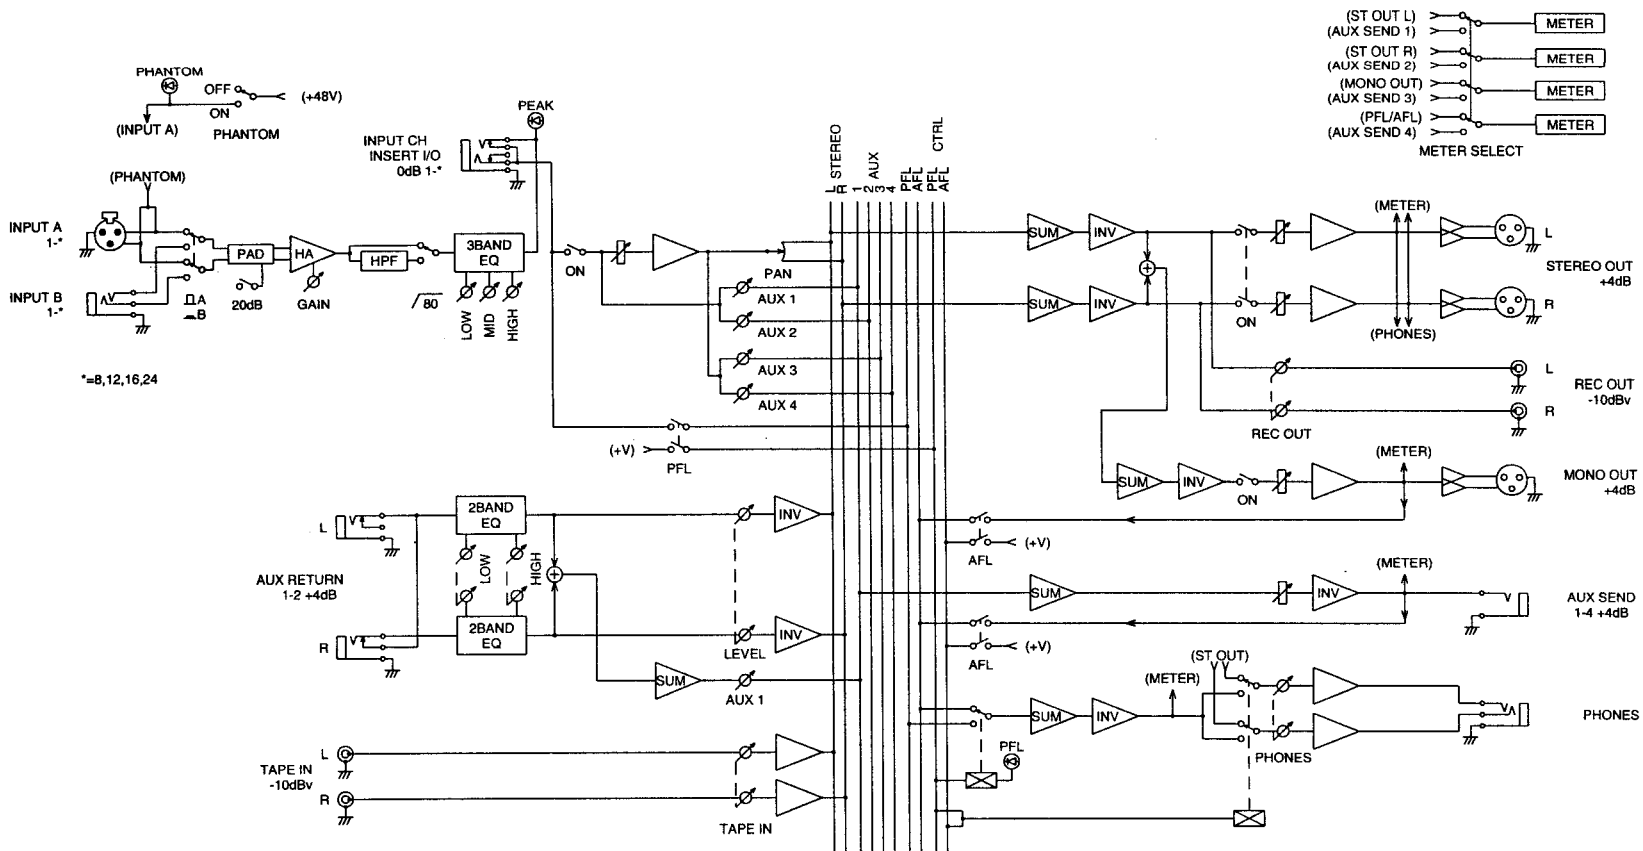 PHANTOM
OFF
(+48V)
ON
(INPUT A)
PHANTOM
(PHANTOM)
INPUT A
1-*
INPUT B
1-*
A
B
PAD
20dB
HA
GAIN
HPF
80
3BAND
EQ
LOW
MID
HIGH
*=8,12,16,24
PEAK
INPUT CH
INSERT I/O
0dB 1-*
ON
PAN
AUX 1
AUX 2
AUX 3
AUX 4
(+V)
PFL
L
R
STEREO
1
2
3
4
AUX
PFL
AFL
PFL
AFL
CTRL
(ST OUT L)
(AUX SEND 1)
METER
(ST OUT R)
(AUX SEND 2)
METER
(MONO OUT)
(AUX SEND 3)
METER
(PFL/AFL)
(AUX SEND 4)
METER
METER SELECT
SUM
INV
(METER)
L
STEREO OUT
+4dB
SUM
INV
ON
(PHONES)
R
L
REC OUT
-10dBv
R
REC OUT
SUM
INV
ON
(METER)
MONO OUT
+4dB
AFL
(+V)
SUM
INV
(METER)
AUX SEND
1-4 +4dB
AFL
(+V)
SUM
INV
(METER)
(ST OUT)
PHONES
PHONES
PFL
L
2BAND
EQ
LOW
HIGH
AUX RETURN
1-2 +4dB
R
2BAND
EQ
INV
INV
LEVEL
SUM
AUX 1
L
TAPE IN
-10dBv
R
TAPE IN